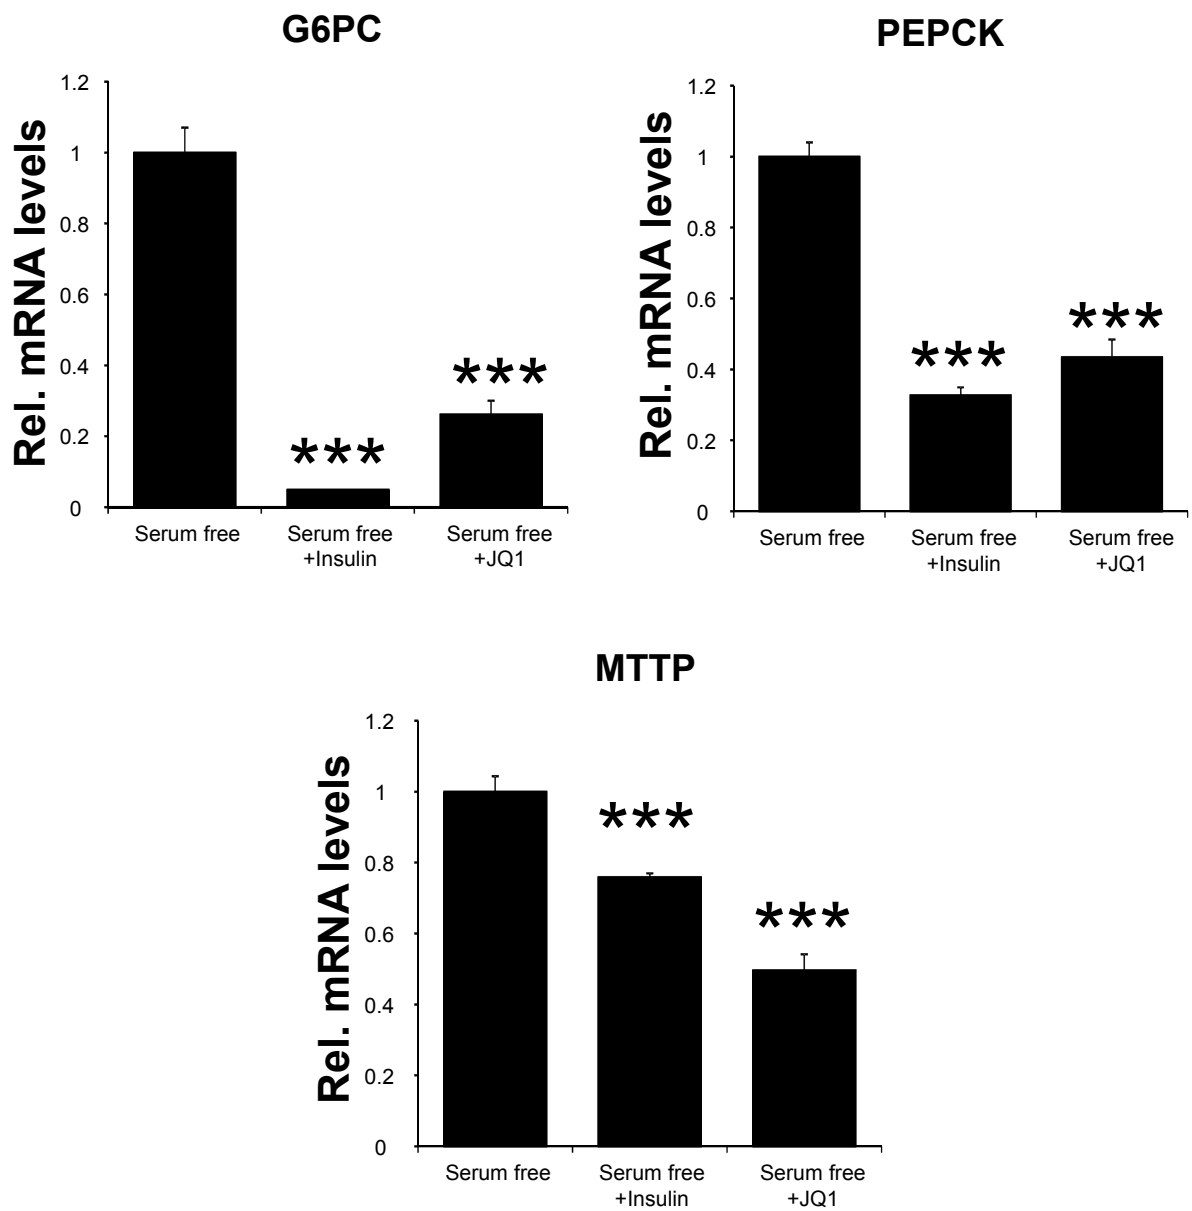 G6PC
Rel. mRNA levels
1.2
1
0.8
0.6
0.4
0.2
0
***
***
Serum free
Serum free
+Insulin
Serum free
+JQ1
PEPCK
Rel. mRNA levels
1.2
1
0.8
0.6
0.4
0.2
0
***
***
Serum free
Serum free
+Insulin
Serum free
+JQ1
MTTP
Rel. mRNA levels
1.2
1
0.8
0.6
0.4
0.2
0
***
***
Serum free
Serum free
+Insulin
Serum free
+JQ1